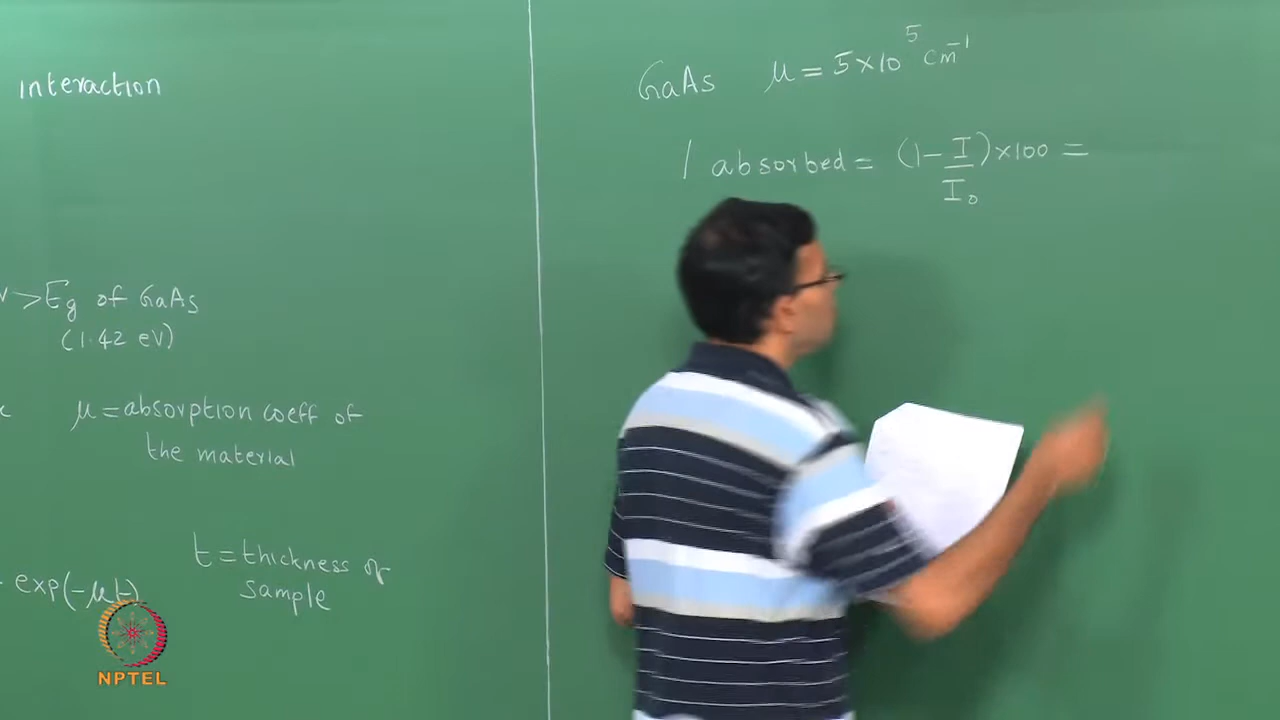 interaction
> Eg of GaAs
(1.42 eV)
μ = absorption coeff of
the material
t = thickness of
sample
exp(-μt)
NPTEL
GaAs μ = 5×10⁵ cm⁻¹
absorbed = (1 - I/I₀)×100 =